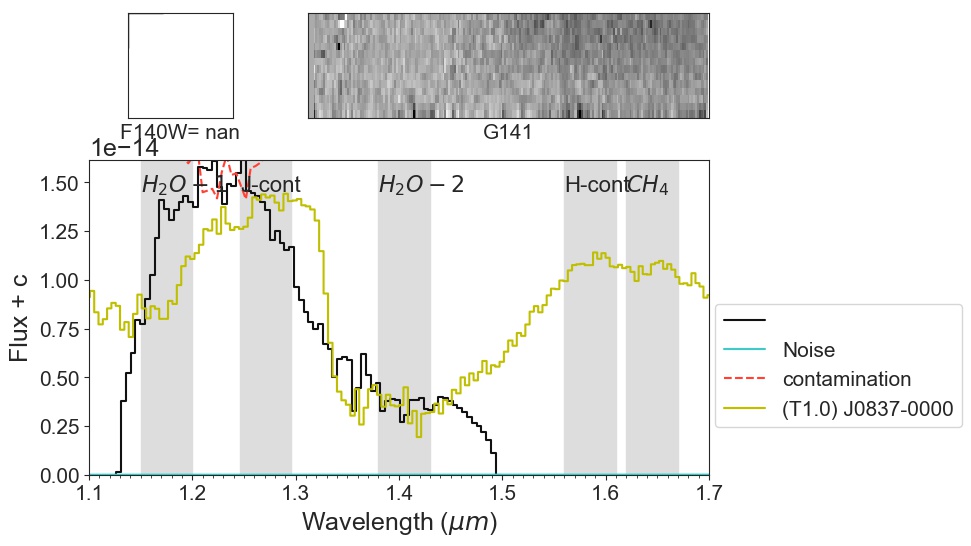 F140W= nan
G141
1e−14
H₂O − 1
J-cont
H₂O − 2
H-cont
CH₄
1.50
1.25
1.00
0.75
0.50
0.25
0.00
Flux + c
1.1
1.2
1.3
1.4
1.5
1.6
1.7
Wavelength (μm)
Noise
contamination
(T1.0) J0837-0000